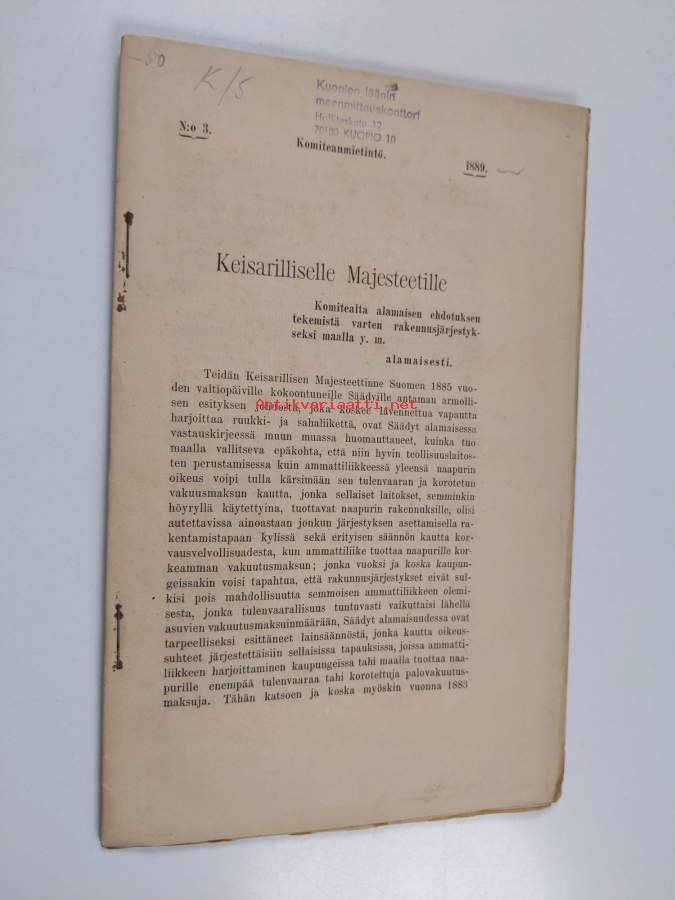 -50
K/5
Kuopion läänin
maanmittauskonttori
Hallituskatu 12
70100 KUOPIO 10
N:o 3.
Komiteanmietintö.
1889.
Keisarilliselle Majesteetille
Komitealta alamaisen ehdotuksen
tekemistä varten rakennusjärjestyk-
seksi maalla y. m.
alamaisesti.
Teidän Keisarillisen Majesteettinne Suomen 1885 vuo-
den valtiopäiville kokoontuneille Säädyille antaman armolli-
sen esityksen johdosta, joka koskee lavennettua vapautta
Antikvariaatti.net
harjoittaa ruukki- ja sahaliikettä, ovat Säädyt alamaisessa
vastauskirjeessä muun muassa huomauttaneet, kuinka tuo
maalla vallitseva epäkohta, että niin hyvin teollisuuslaitos-
ten perustamisessa kuin ammattiliikkeessä yleensä naapurin
oikeus voipi tulla kärsimään sen tulenvaaran ja korotetun
vakuusmaksun kautta, jonka sellaiset laitokset, semminkin
höyryllä käytettyina, tuottavat naapurin rakennuksille, olisi
autettavissa ainoastaan jonkun järjestyksen asettamisella ra-
kentamistapaan kylissä sekä erityisen säännön kautta kor-
vausvelvollisuadesta, kun ammattiliike tuottaa naapurille kor-
keamman vakuutusmaksun; jonka vuoksi ja koska kaupun-
geissakin voisi tapahtua, että rakunnusjärjestykset eivät sul-
kisi pois mahdollisuutta semmoisen ammattiliikkeen olemi-
sesta, jonka tulenvaarallisuus tuntuvasti vaikuttaisi lähellä
asuvien vakuutusmaksuinmäärään, Säädyt alamaisuudessa ovat
tarpeelliseksi esittäneet lainsäännöstä, jonka kautta oikeus-
suhteet järjestettäisiin sellaisissa tapauksissa, joissa ammatti-
liikkeen harjoittaminen kaupungeissa tahi maalla tuottaa naa-
purille enempää tulenvaaraa tahi korotettuja palovakuutus-
maksuja. Tähän katsoen ja koska myöskin vuonna 1883